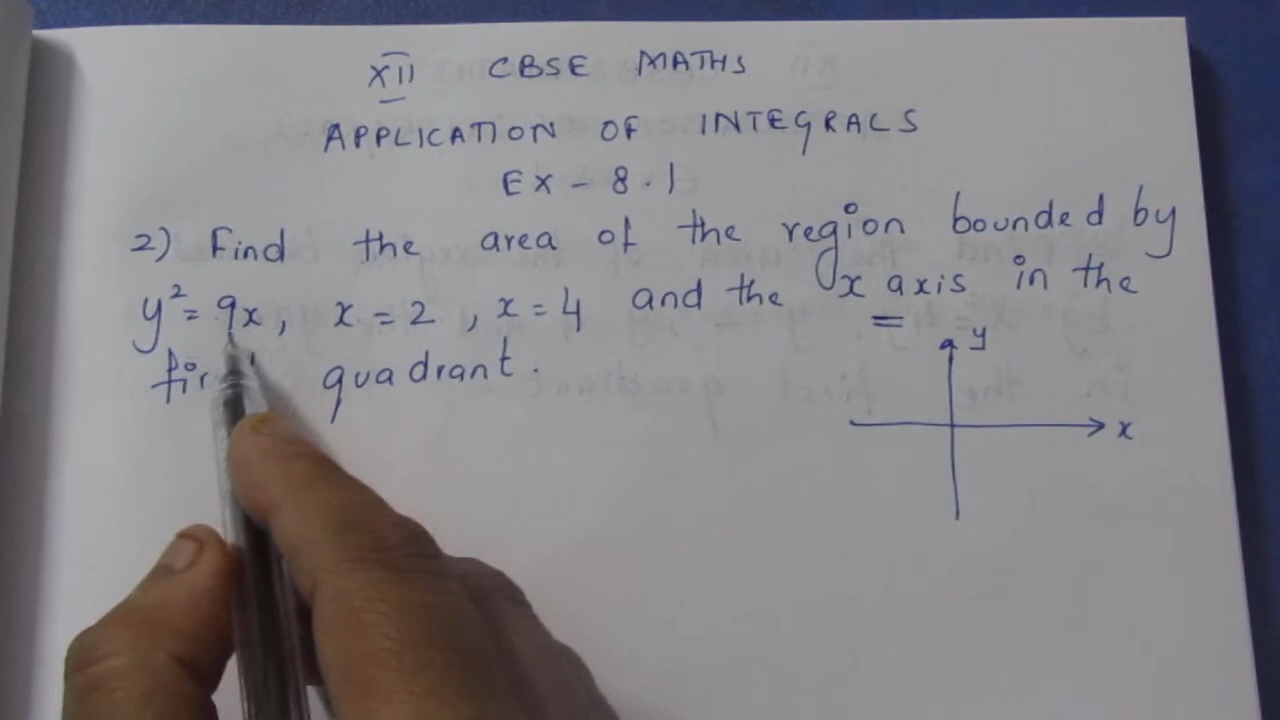 XII CBSE MATHS
APPLICATION OF INTEGRALS
EX - 8.1
2) Find the area of the region bounded by
y² = 9x, x = 2, x = 4 and the x axis in the
quadrant.
y
x